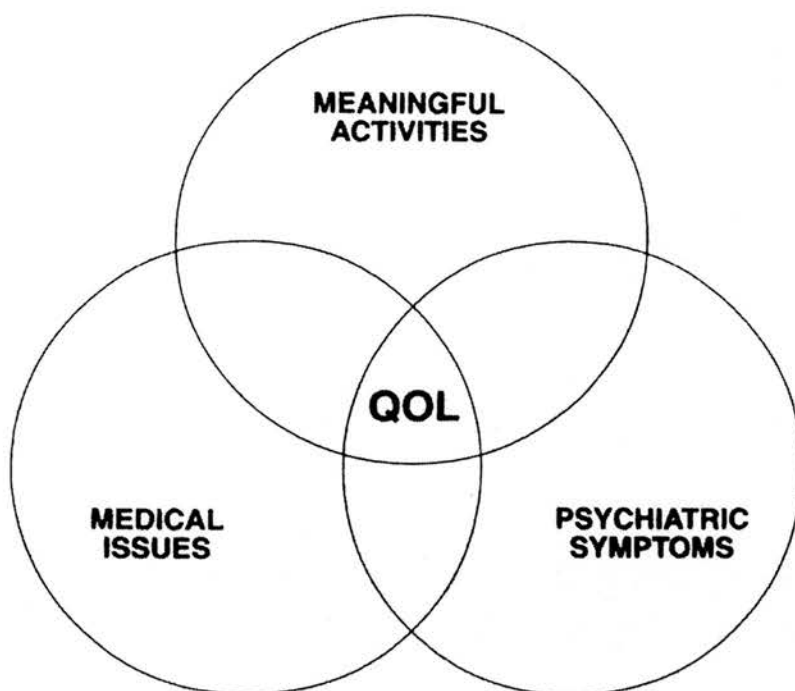 MEANINGFUL
ACTIVITIES
QOL
MEDICAL
ISSUES
PSYCHIATRIC
SYMPTOMS